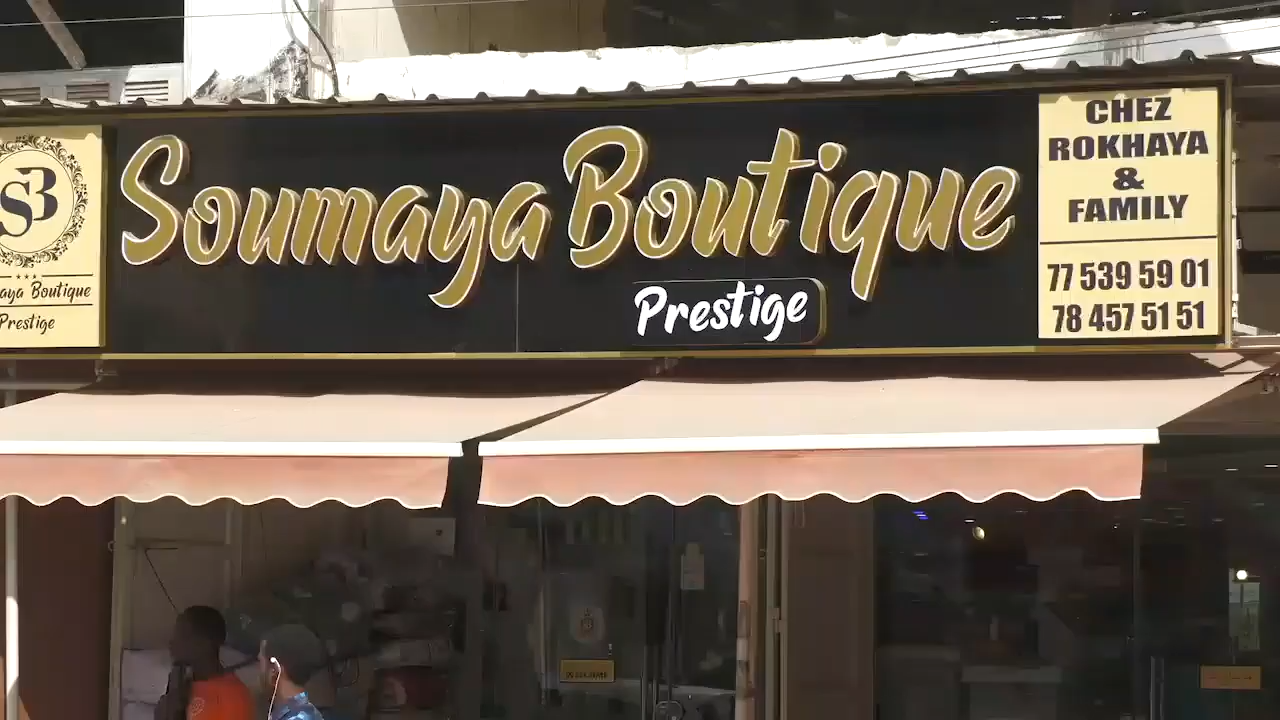 SB
aya Boutique
Prestige
Soumaya Boutique
Prestige
CHEZ
ROKHAYA
&
FAMILY
77 539 59 01
78 457 51 51